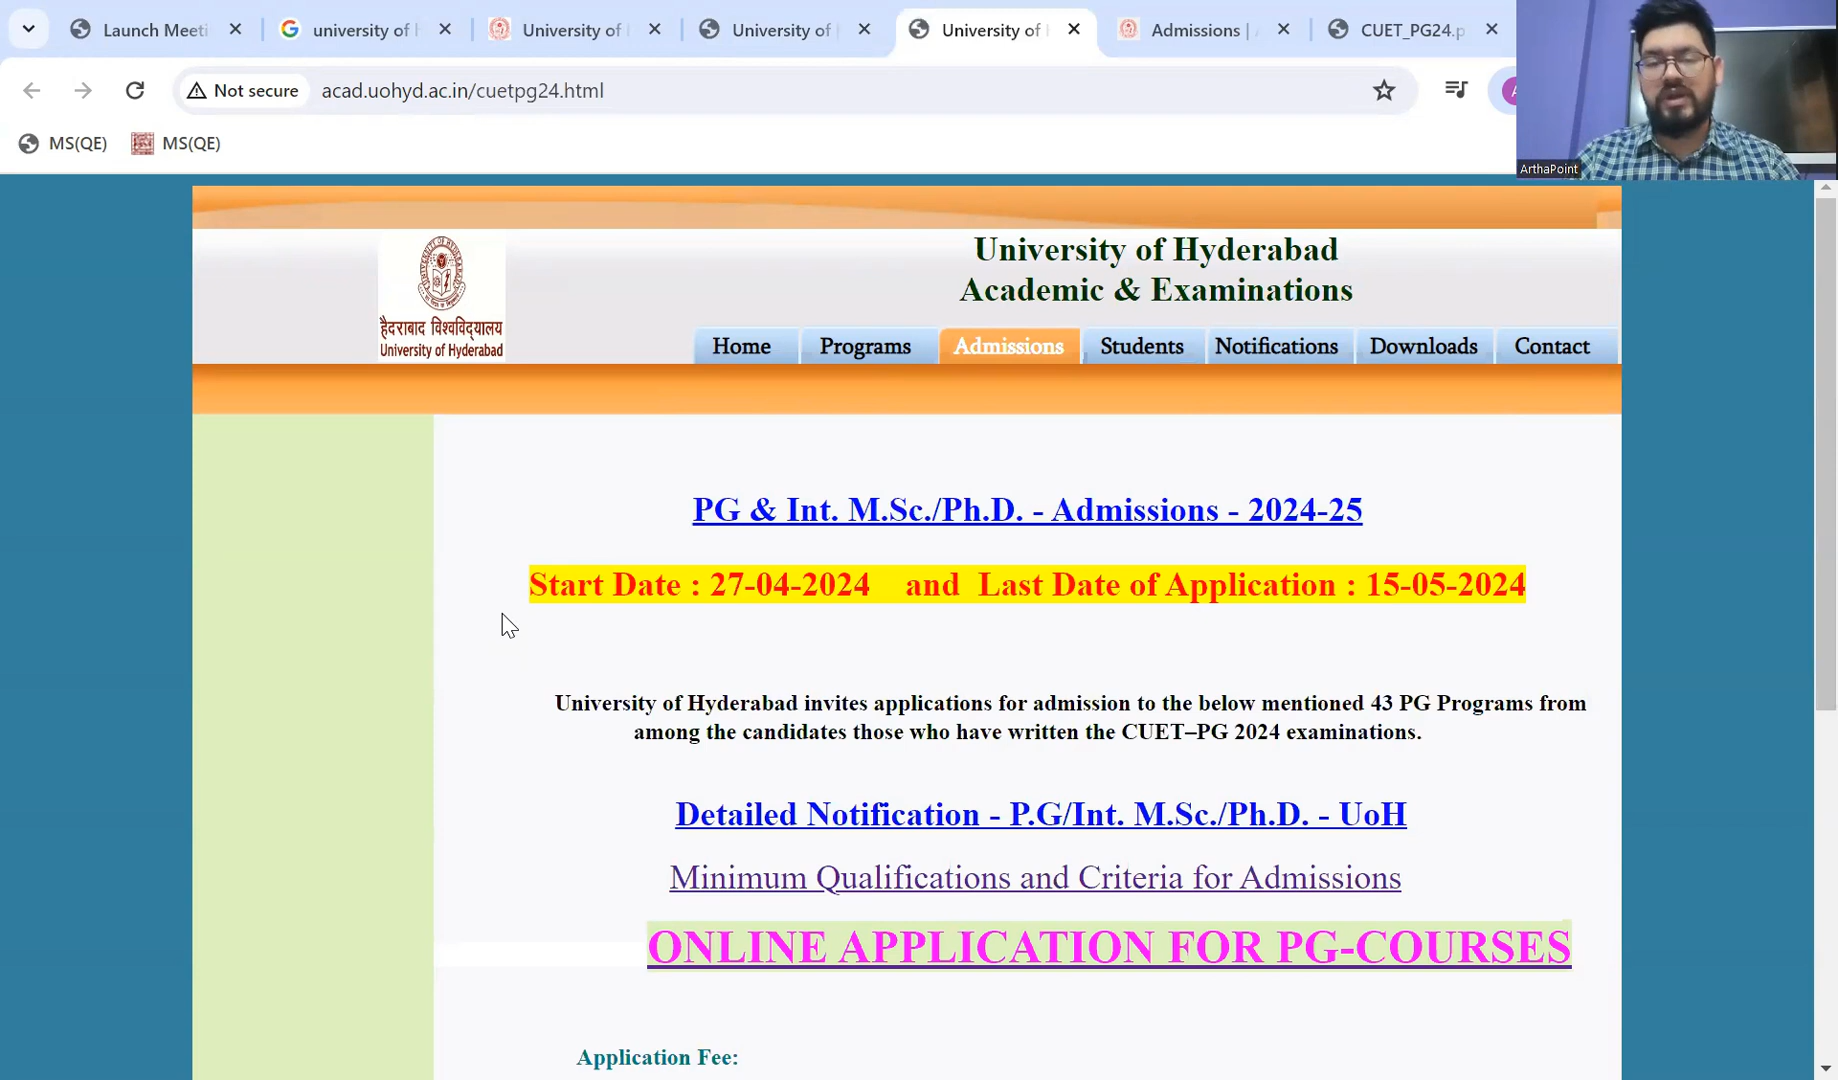 Launch Meeti
university of l
University of
University of
University of
Admissions |
CUET_PG24.p
Not secure
acad.uohyd.ac.in/cuetpg24.html
MS(QE)
MS(QE)
ArthaPoint
University of Hyderabad
Academic & Examinations
हैदराबाद विश्वविद्यालय
University of Hyderabad
Home
Programs
Admissions
Students
Notifications
Downloads
Contact
PG & Int. M.Sc./Ph.D. - Admissions - 2024-25
Start Date : 27-04-2024 and Last Date of Application : 15-05-2024
University of Hyderabad invites applications for admission to the below mentioned 43 PG Programs from
among the candidates those who have written the CUET–PG 2024 examinations.
Detailed Notification - P.G/Int. M.Sc./Ph.D. - UoH
Minimum Qualifications and Criteria for Admissions
ONLINE APPLICATION FOR PG-COURSES
Application Fee: